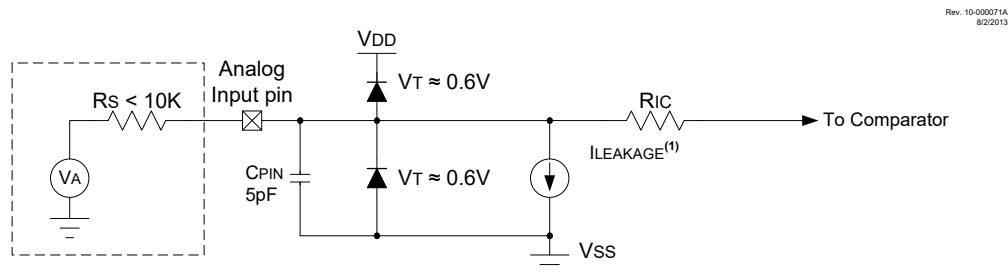 Rev. 10-000071A
8/2/2013
VDD
Analog
Input pin
RS < 10K
VT ≈ 0.6V
RIC
To Comparator
ILEAKAGE(1)
VA
CPIN
5pF
VT ≈ 0.6V
VSS